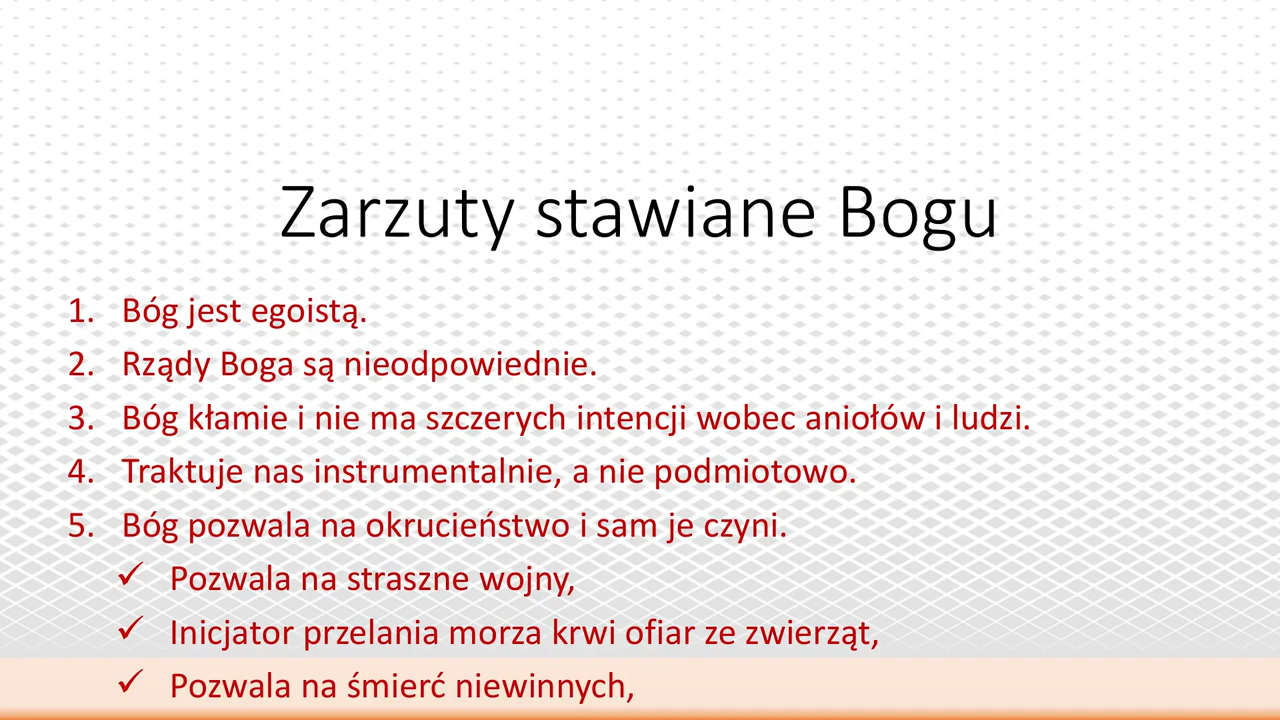 Zarzuty stawiane Bogu
1. Bóg jest egoistą.
2. Rządy Boga są nieodpowiednie.
3. Bóg kłamie i nie ma szczerych intencji wobec aniołów i ludzi.
4. Traktuje nas instrumentalnie, a nie podmiotowo.
5. Bóg pozwala na okrucieństwo i sam je czyni.
✓ Pozwala na straszne wojny,
✓ Inicjator przelania morza krwi ofiar ze zwierząt,
✓ Pozwala na śmierć niewinnych,